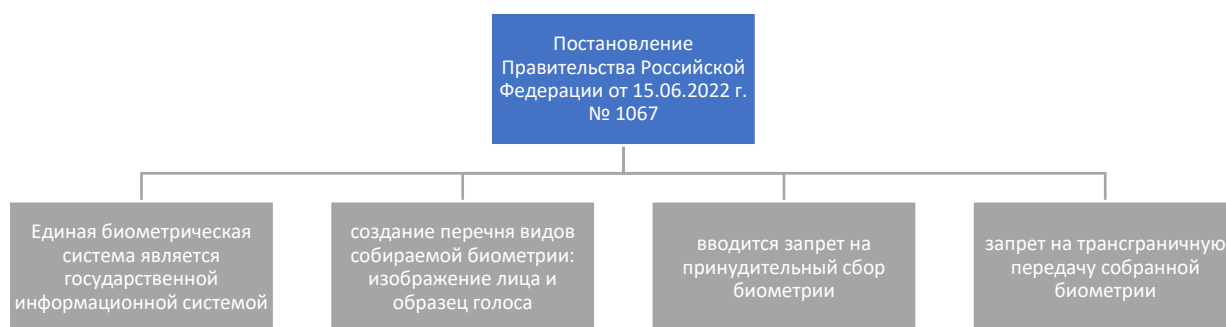 Постановление
Правительства Российской
Федерации от 15.06.2022 г.
№ 1067
Единая биометрическая
система является
государственной
информационной системой
создание перечня видов
собираемой биометрии:
изображение лица и
образец голоса
вводится запрет на
принудительный сбор
биометрии
запрет на трансграничную
передачу собранной
биометрии